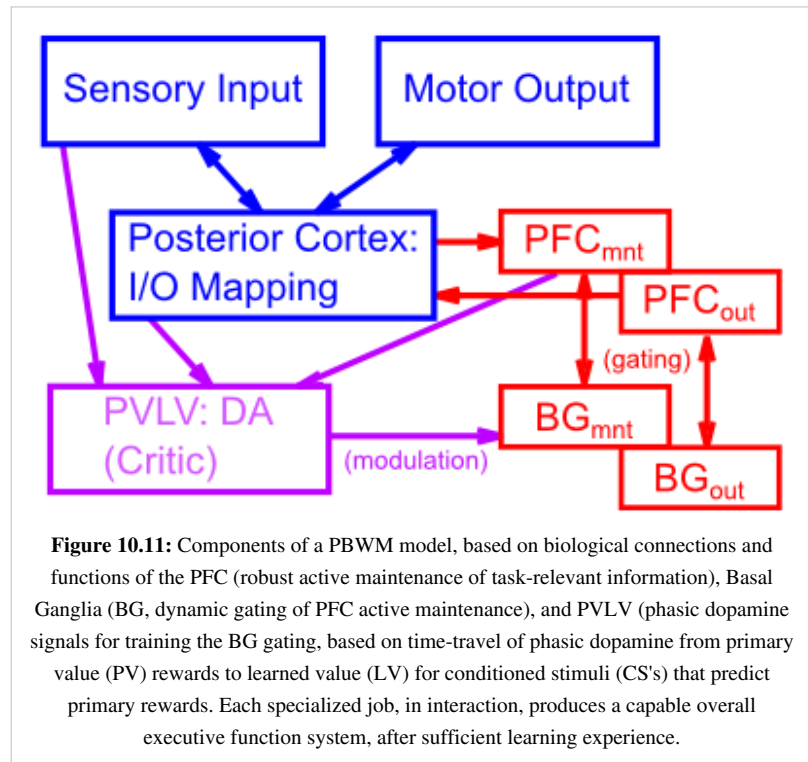 Sensory Input
Motor Output
Posterior Cortex:
I/O Mapping
PFCmnt
PFCout
(gating)
PVLV: DA
(Critic)
(modulation)
BGmnt
BGout
Figure 10.11: Components of a PBWM model, based on biological connections and
functions of the PFC (robust active maintenance of task-relevant information), Basal
Ganglia (BG, dynamic gating of PFC active maintenance), and PVLV (phasic dopamine
signals for training the BG gating, based on time-travel of phasic dopamine from primary
value (PV) rewards to learned value (LV) for conditioned stimuli (CS's) that predict
primary rewards. Each specialized job, in interaction, produces a capable overall
executive function system, after sufficient learning experience.